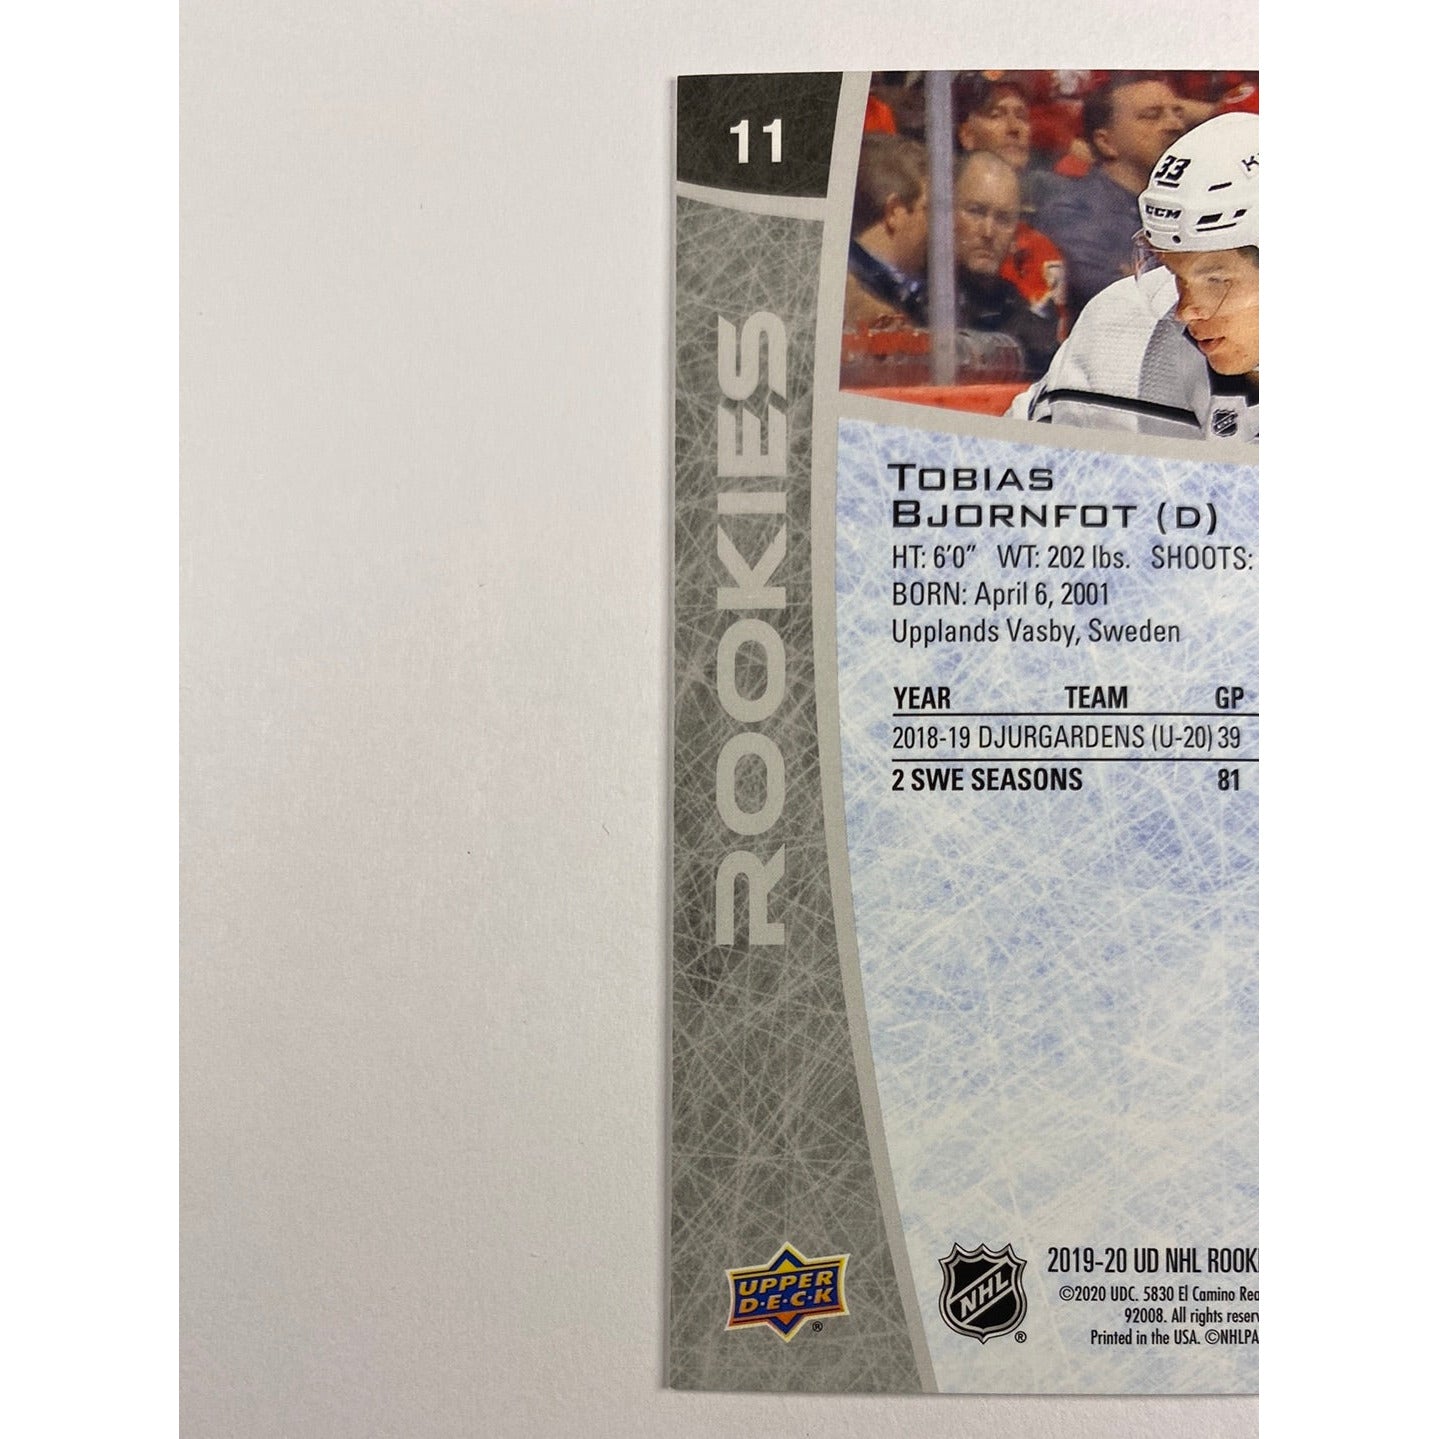 11
33
CCM
ROOKIES
TOBIAS
BJORNFOT (D)
HT: 6'0" WT: 202 lbs. SHOOTS:
BORN: April 6, 2001
Upplands Vasby, Sweden
YEAR TEAM GP
2018-19 DJURGARDENS (U-20) 39
2 SWE SEASONS 81
UPPER
D·E·C·K
®
NHL
®
2019-20 UD NHL ROOK
©2020 UDC. 5830 El Camino Rea
92008. All rights reserv
Printed in the USA. ©NHLPA